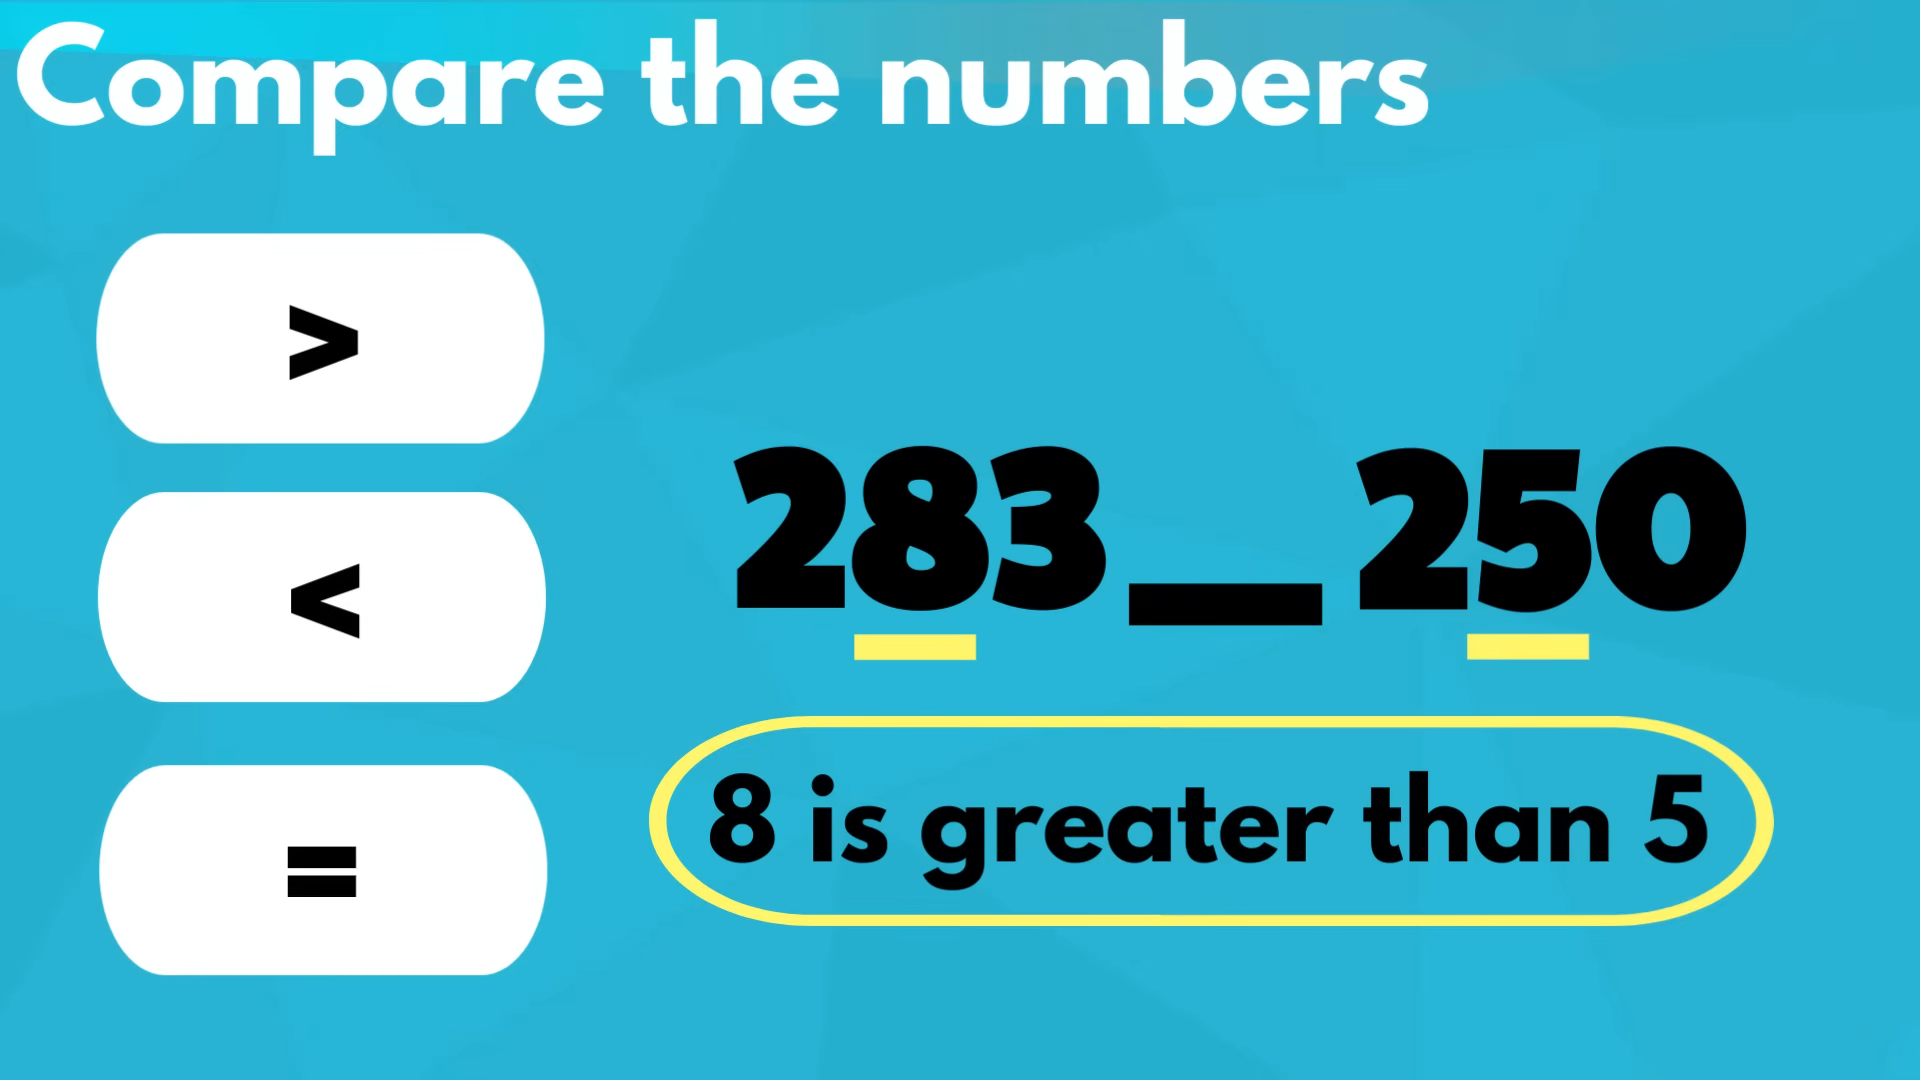 Compare the numbers
>
<
=
283_250
8 is greater than 5